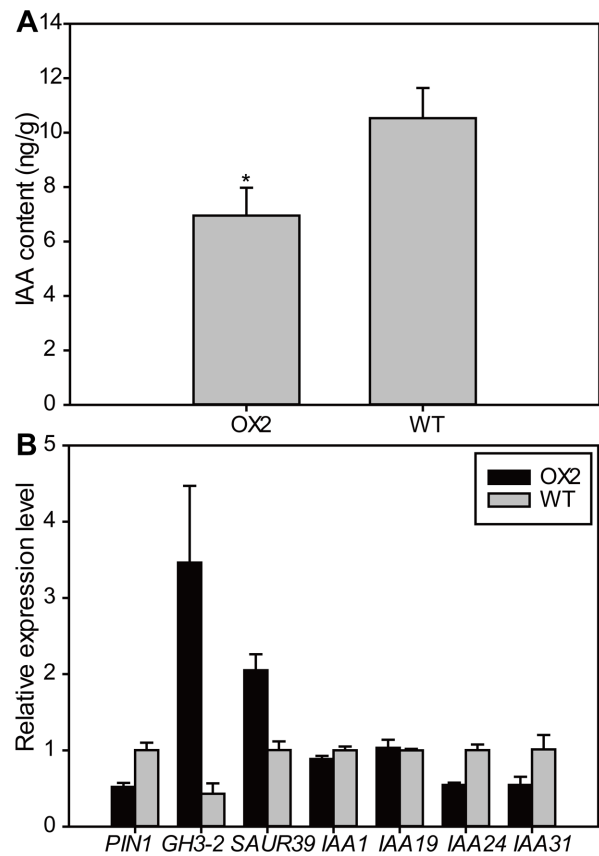 A
14
12
10
8
6
4
2
0
IAA content (ng/g)
*
OX2 WT
B
5
4
3
2
1
0
Relative expression level
OX2
WT
PIN1 GH3-2 SAUR39 IAA1 IAA19 IAA24 IAA31